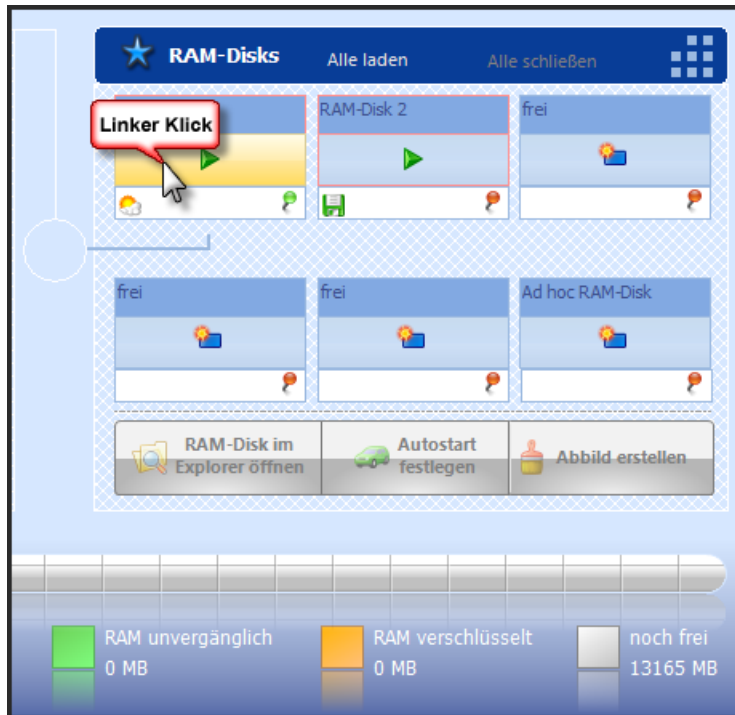 RAM-Disks
Alle laden
Alle schließen
Linker Klick
RAM-Disk 2
frei
frei
frei
Ad hoc RAM-Disk
RAM-Disk im
Explorer öffnen
Autostart
festlegen
Abbild erstellen
RAM unvergänglich
0 MB
RAM verschlüsselt
0 MB
noch frei
13165 MB